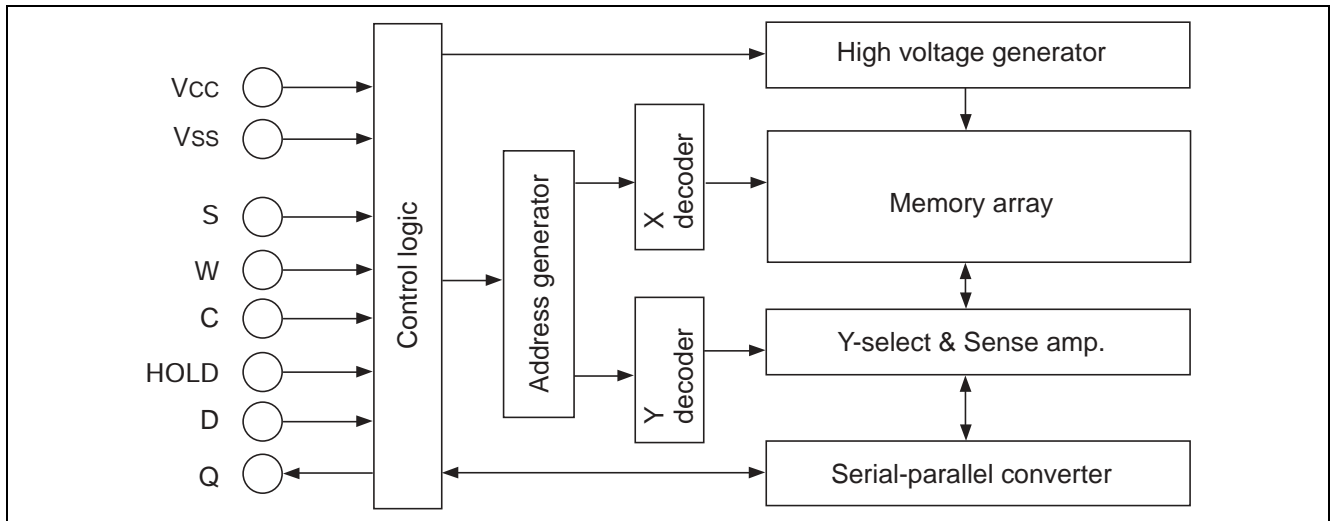 VCC
VSS
S
W
C
HOLD
D
Q
Control logic
Address generator
X
decoder
Y
decoder
High voltage generator
Memory array
Y-select & Sense amp.
Serial-parallel converter